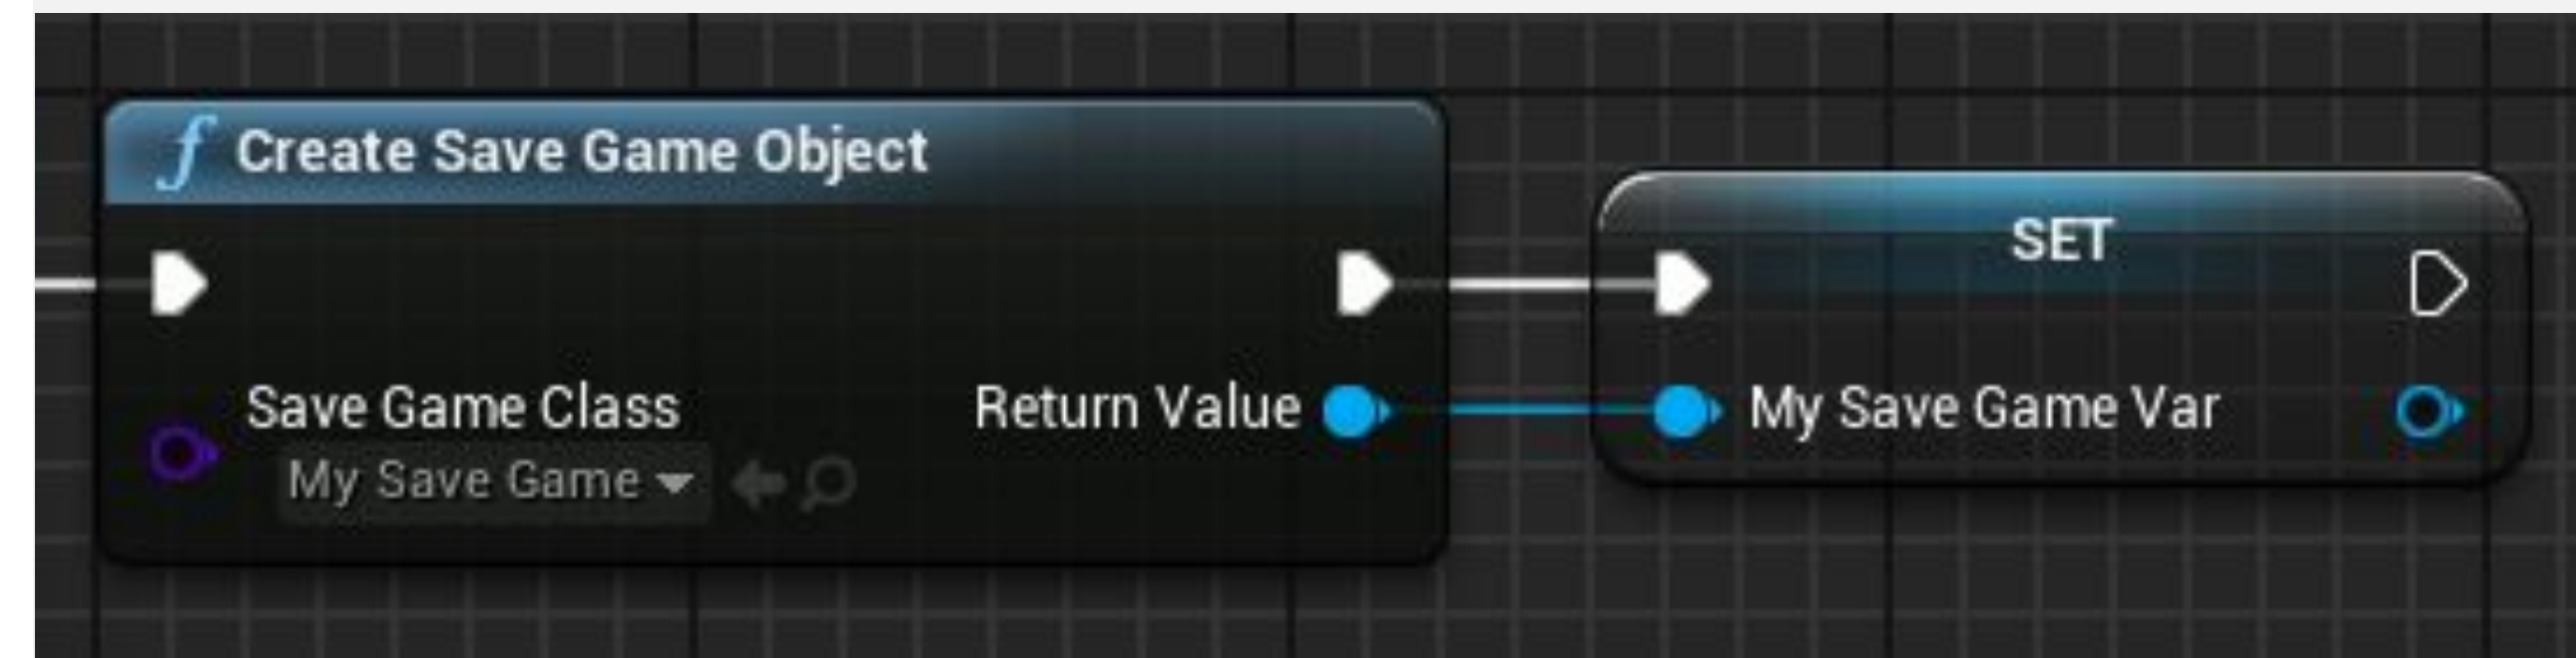 f Create Save Game Object
SET
Save Game Class
My Save Game
Return Value
My Save Game Var